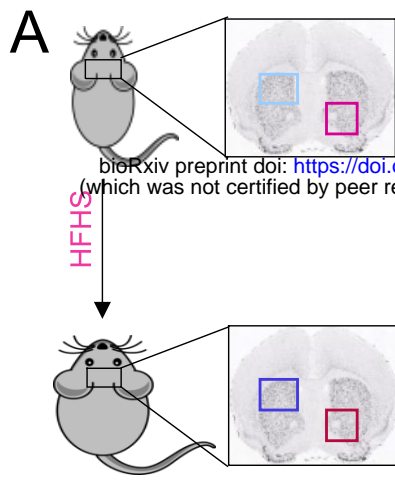 A
bioRxiv preprint doi: https://doi.o
(which was not certified by peer re
HFHS